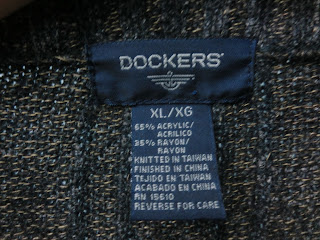 DOCKERS®
XL/XG
65% ACRYLIC/
ACRILICO
35% RAYON/
RAYON
KNITTED IN TAIWAN
FINISHED IN CHINA
TEJIDO EN TAIWAN
ACABADO EN CHINA
RN 15610
REVERSE FOR CARE